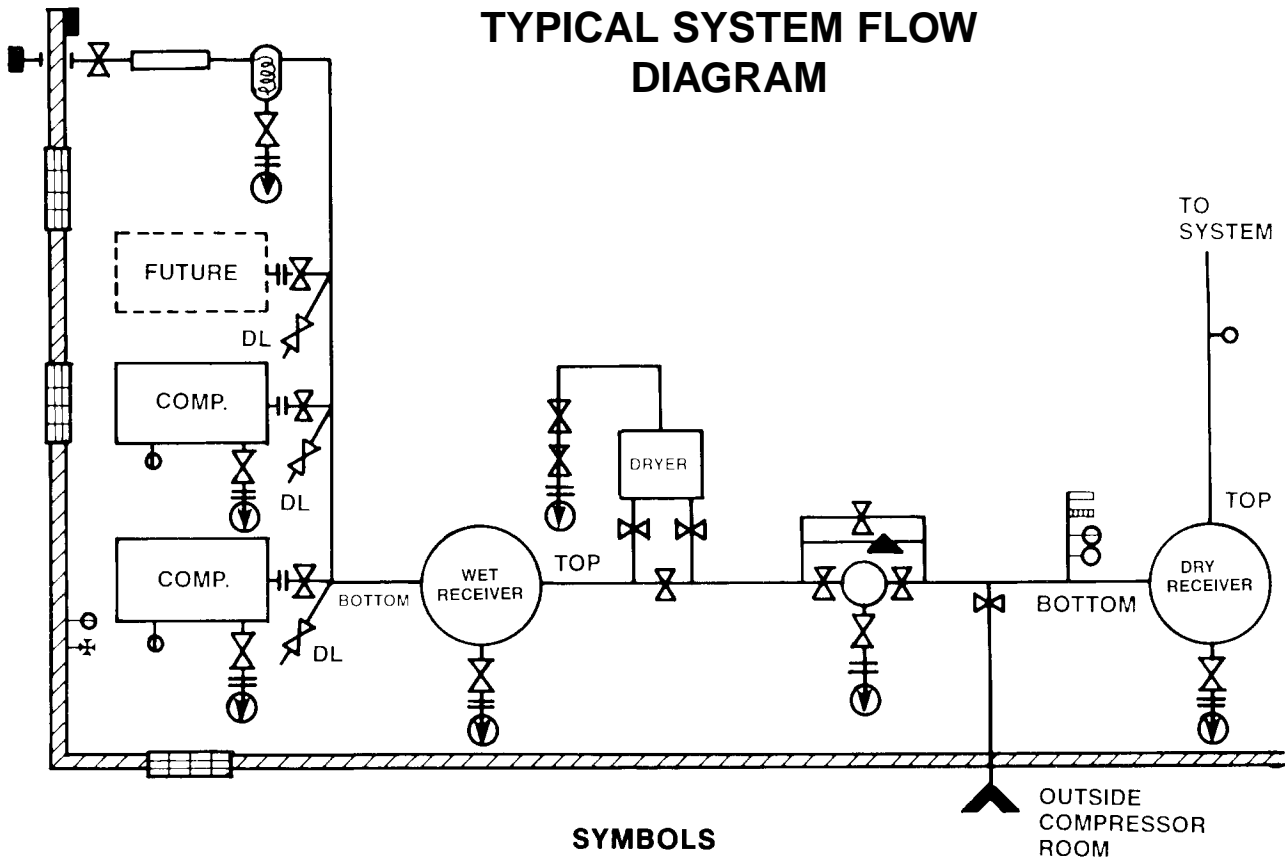 TYPICAL SYSTEM FLOW
DIAGRAM
TO
SYSTEM
FUTURE
DL
COMP.
DL
DRYER
TOP
COMP.
TOP
WET
RECEIVER
DRY
RECEIVER
BOTTOM
BOTTOM
DL
OUTSIDE
COMPRESSOR
ROOM
SYMBOLS